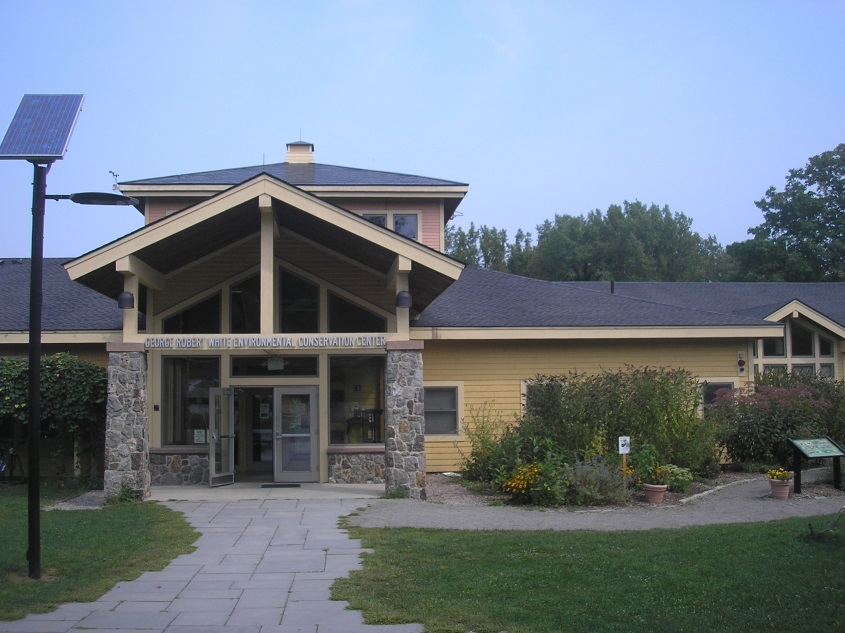 GEORGE ROBERT WHITE ENVIRONMENTAL CONSERVATION CENTER